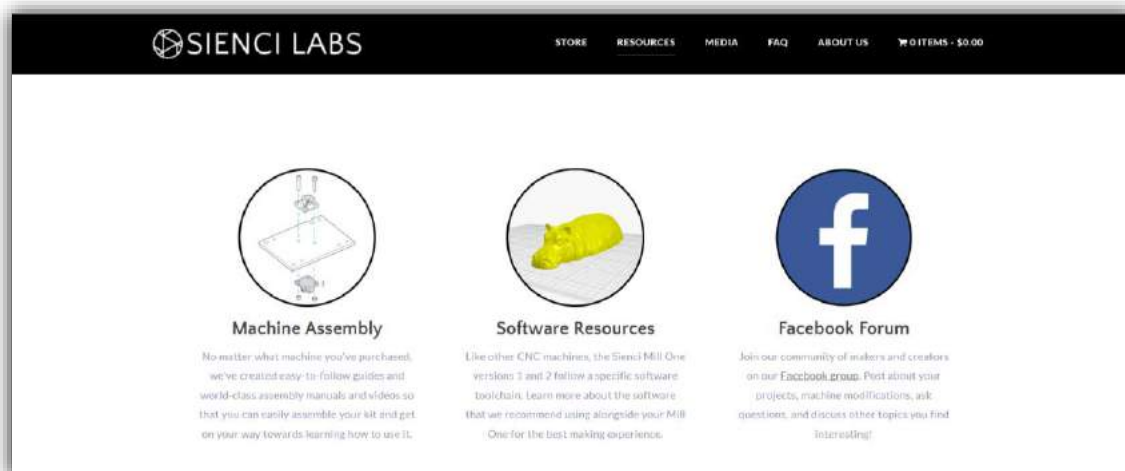 SIENCI LABS
STORE RESOURCES MEDIA FAQ ABOUT US 0 ITEMS - $0.00
Machine Assembly
No matter what machine you've purchased,
we've created easy-to-follow guides and
world-class assembly manuals and videos so
that you can easily assemble your kit and get
on your way towards learning how to use it.
Software Resources
Like other CNC machines, the Sienci Mill One
versions 1 and 2 follow a specific software
toolchain. Learn more about the software
that we recommend using alongside your Mill
One for the best making experience.
Facebook Forum
Join our community of makers and creators
on our Facebook group. Post about your
projects, machine modifications, ask
questions, and discuss other topics you find
interesting!